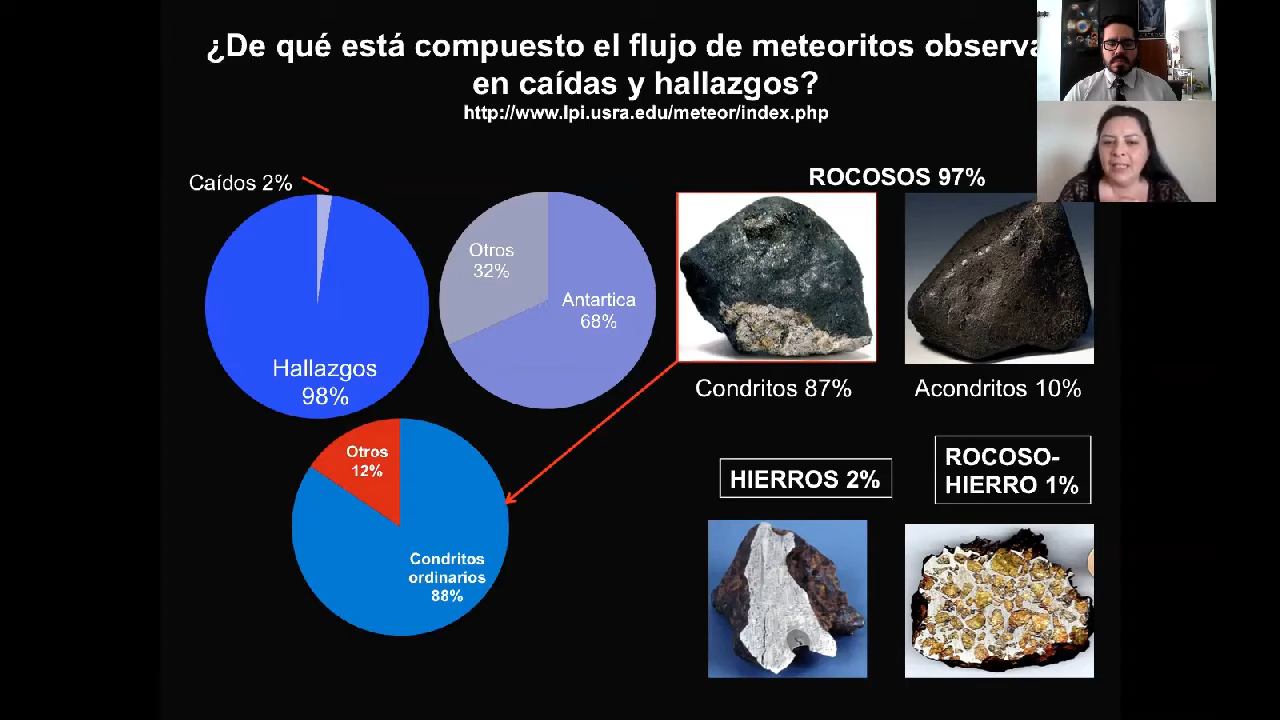 ¿De qué está compuesto el flujo de meteoritos observa
en caídas y hallazgos?
http://www.lpi.usra.edu/meteor/index.php
Caídos 2%
Hallazgos
98%
Otros
32%
Antartica
68%
ROCOSOS 97%
Condritos 87%
Acondritos 10%
Otros
12%
Condritos
ordinarios
88%
HIERROS 2%
ROCOSO-
HIERRO 1%